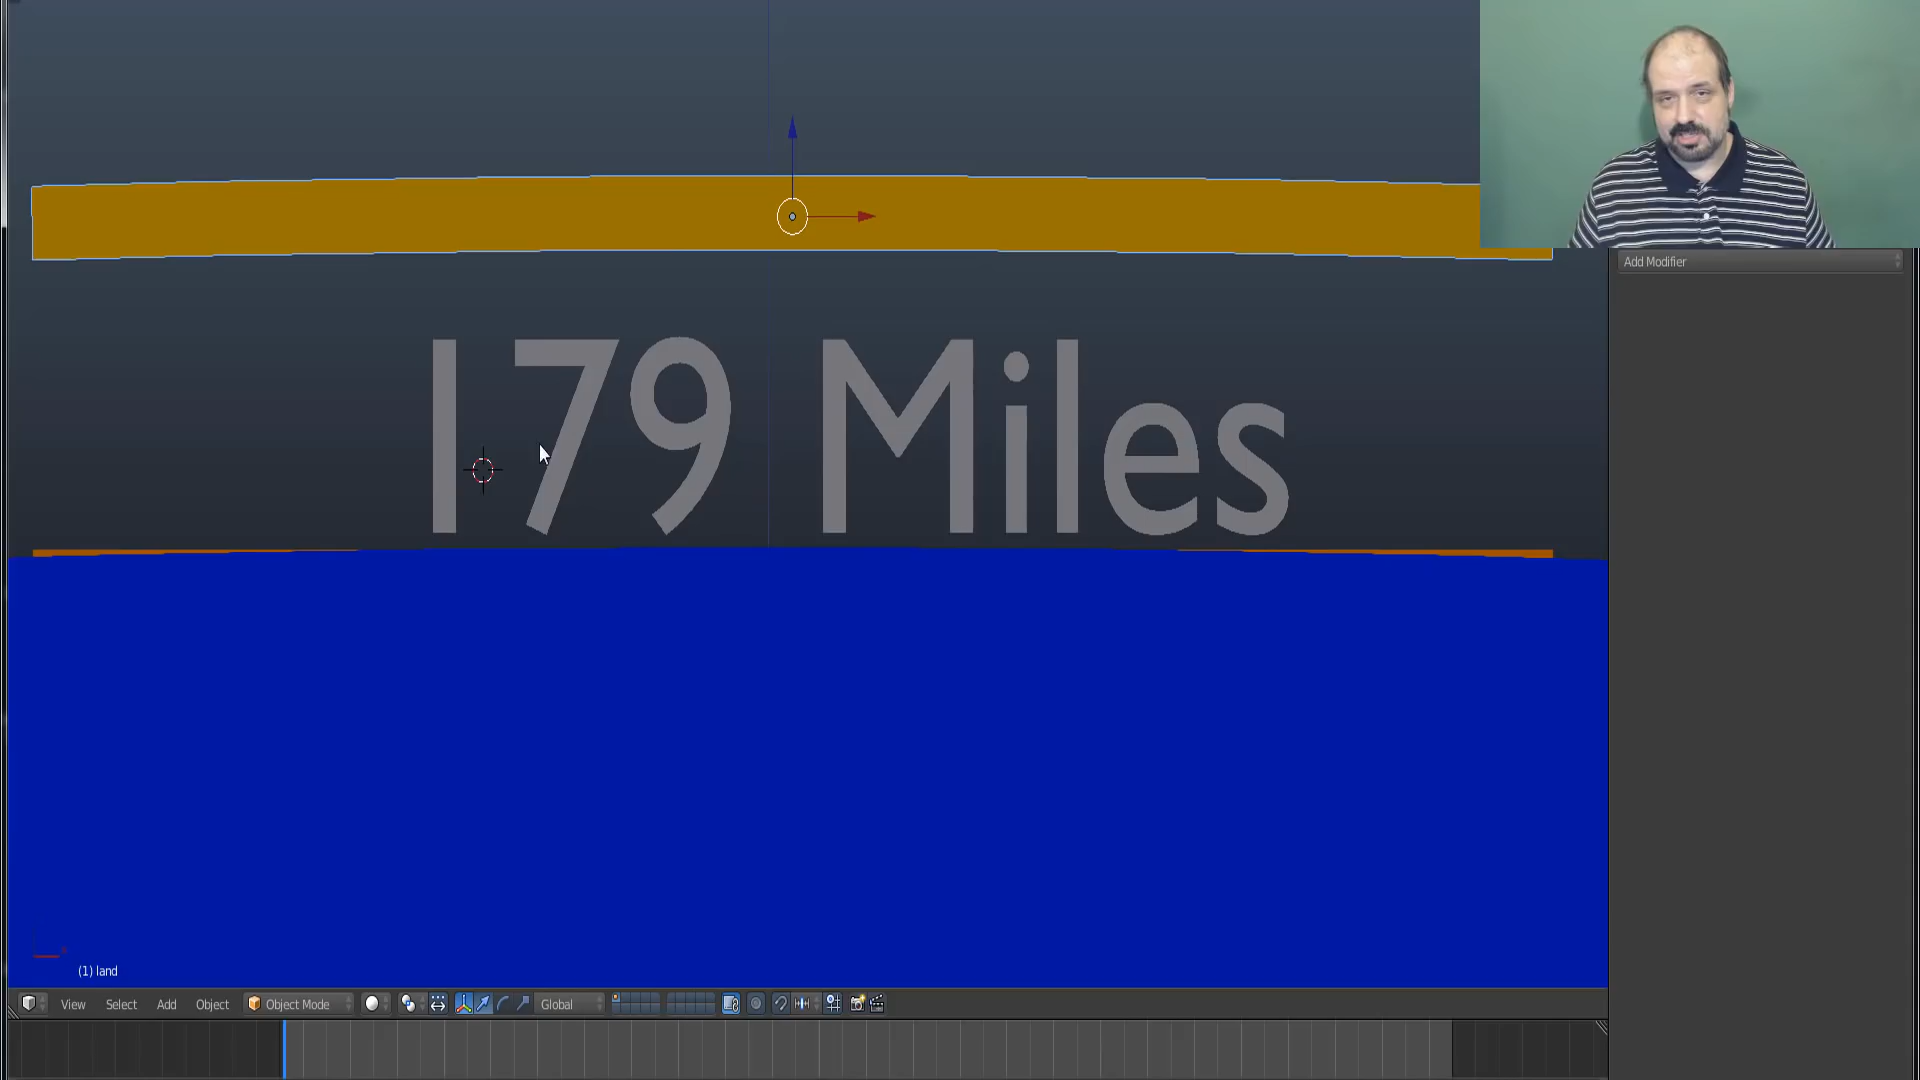 Add Modifier
179 Miles
(1) land
View Select Add Object Object Mode Global